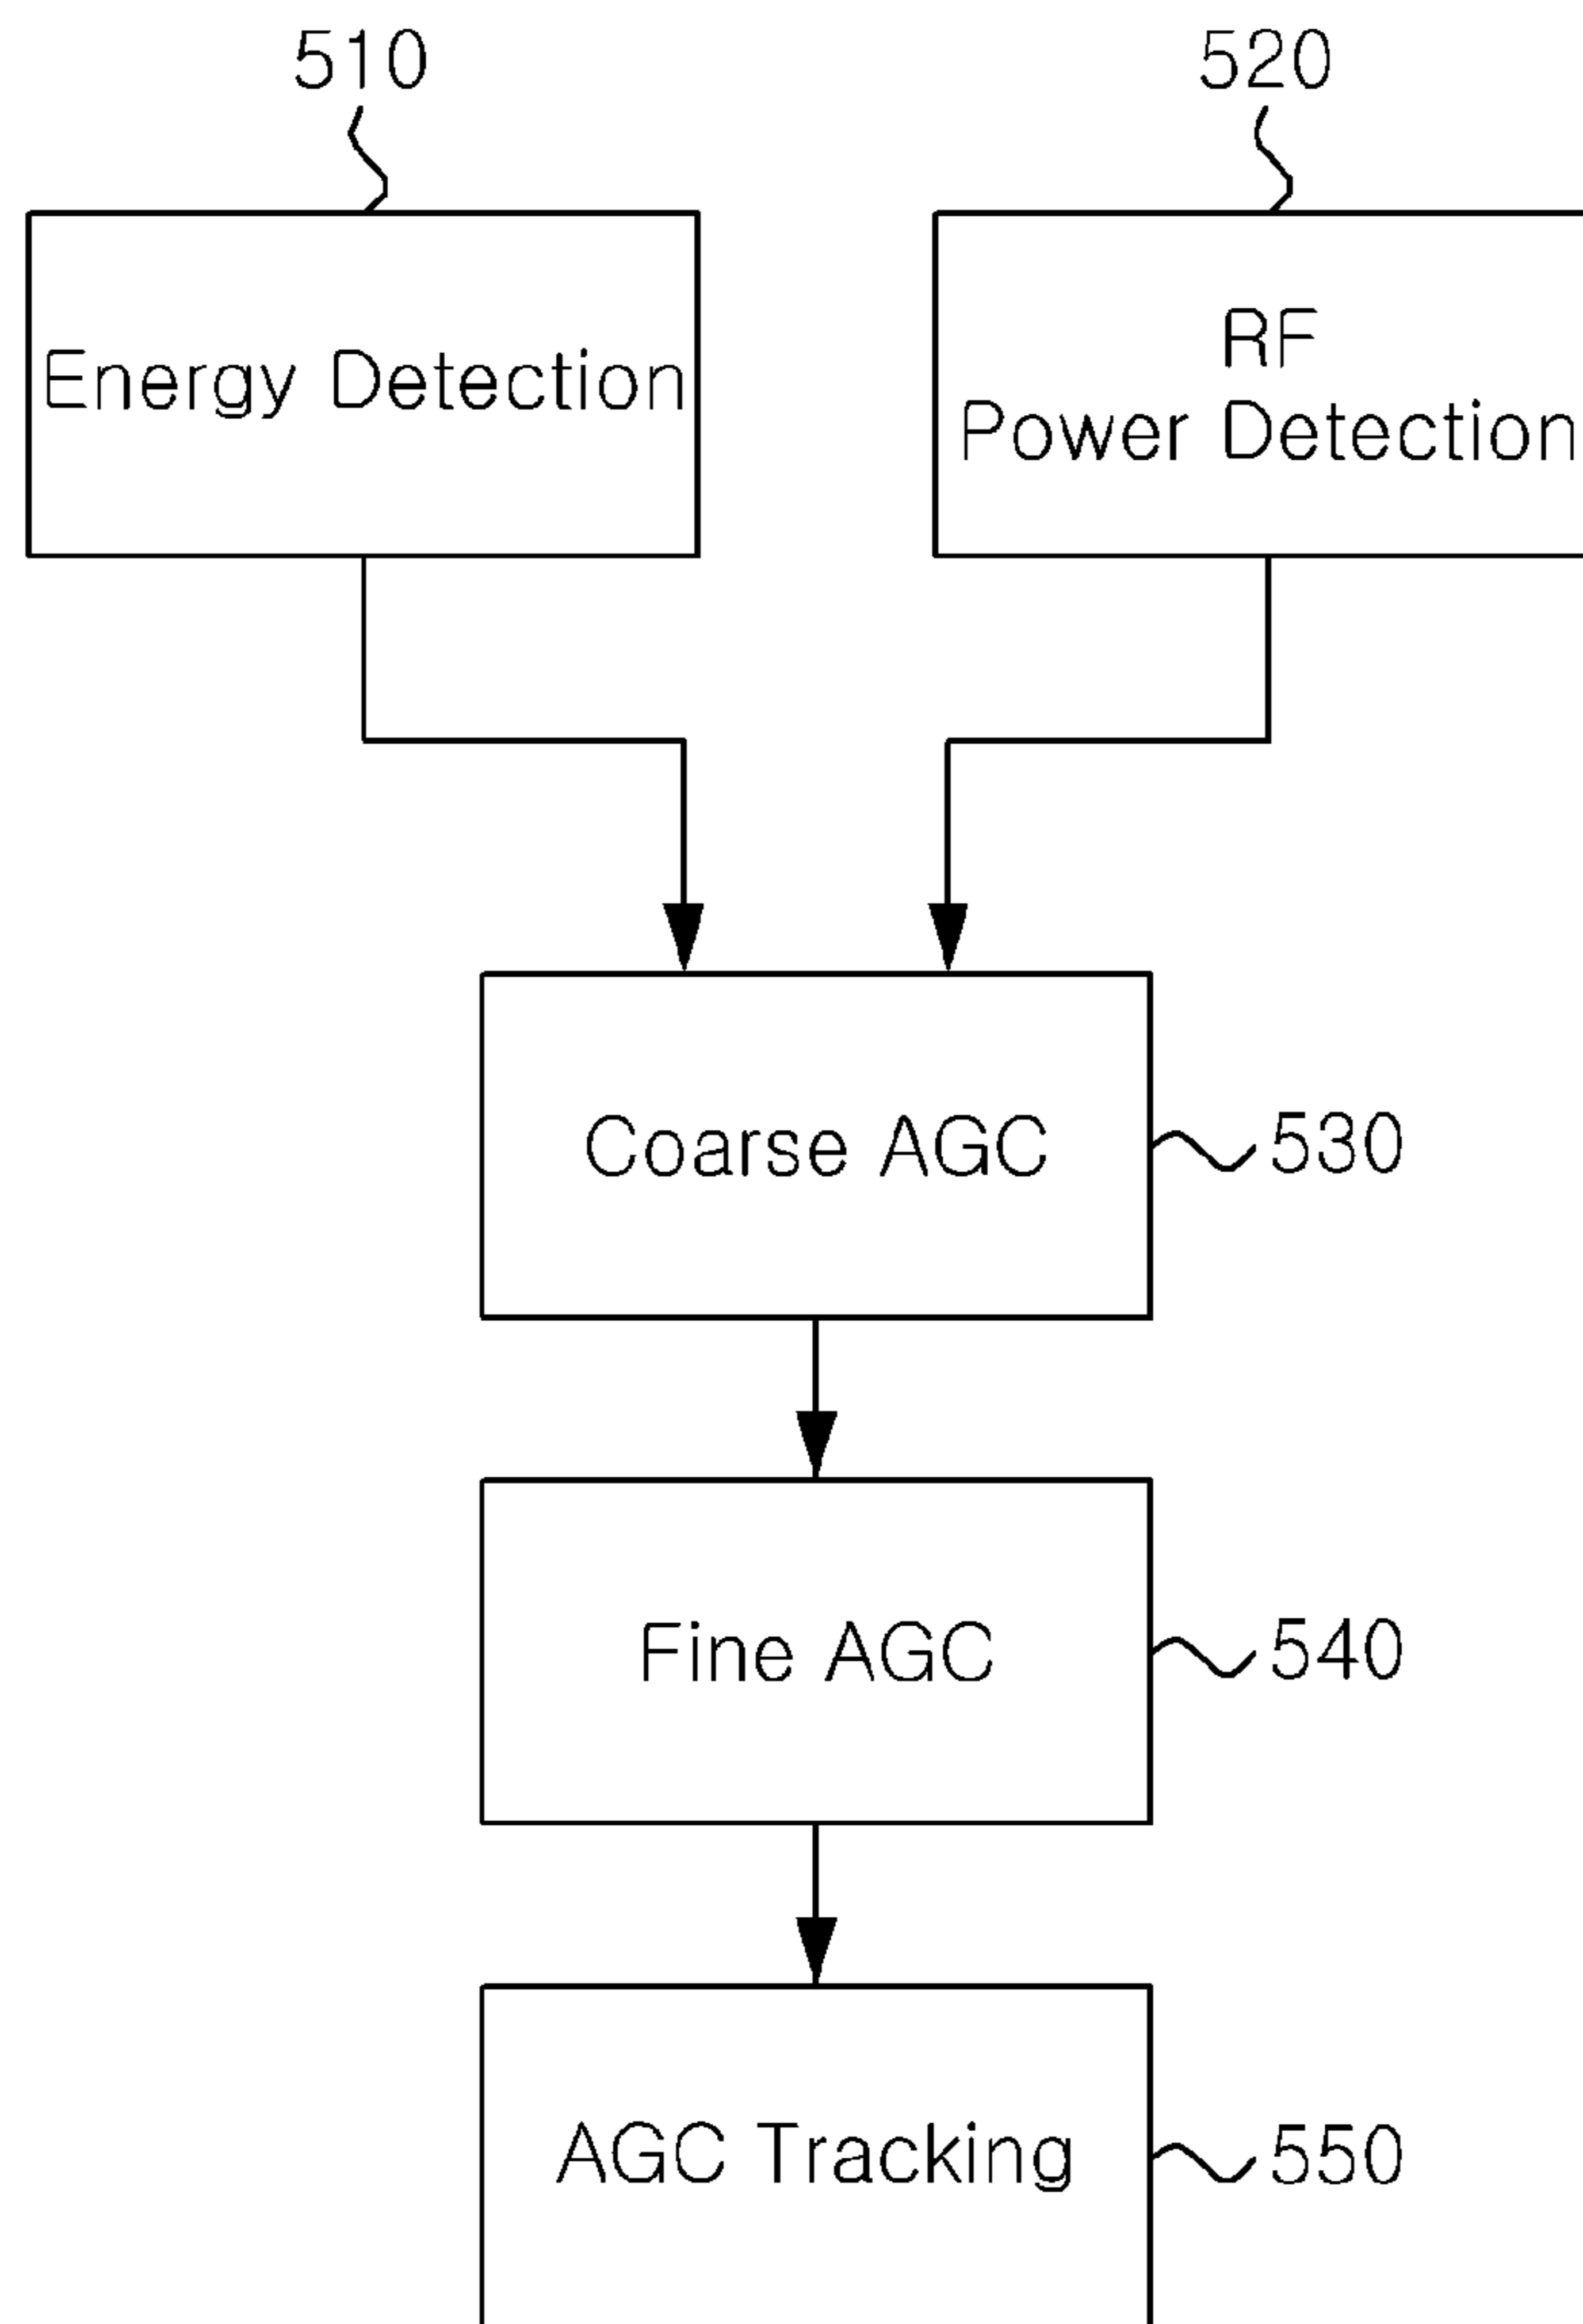 510
520
Energy Detection
RF
Power Detection
Coarse AGC
530
Fine AGC
540
AGC Tracking
550